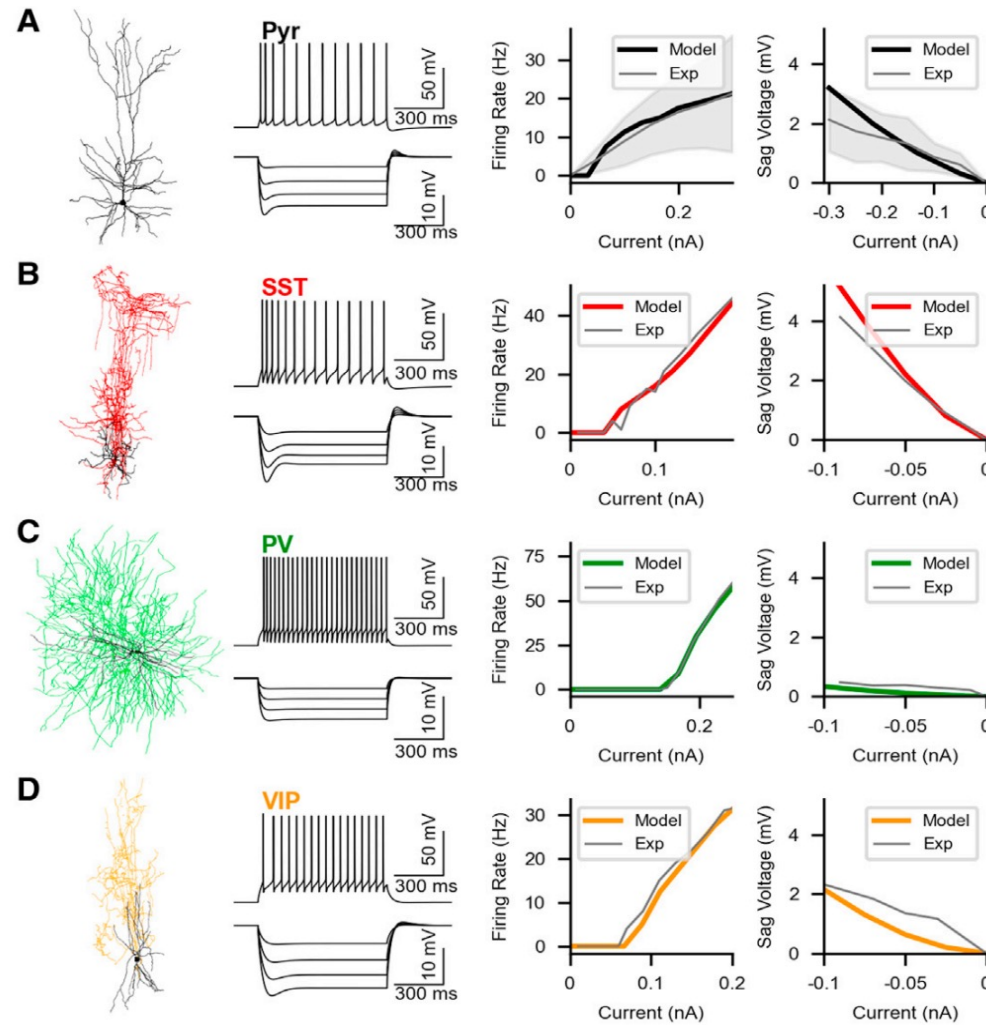 A
Pyr
50 mV
300 ms
10 mV
300 ms
Firing Rate (Hz)
30
20
10
0
Model
Exp
0
0.2
Current (nA)
Sag Voltage (mV)
4
2
0
Model
Exp
-0.3
-0.2
-0.1
0
Current (nA)
B
SST
50 mV
300 ms
10 mV
300 ms
Firing Rate (Hz)
40
20
0
Model
Exp
0
0.1
Current (nA)
Sag Voltage (mV)
4
2
0
Model
Exp
-0.1
-0.05
0
Current (nA)
C
PV
50 mV
300 ms
10 mV
300 ms
Firing Rate (Hz)
75
50
25
0
Model
Exp
0
0.2
Current (nA)
Sag Voltage (mV)
4
2
0
Model
Exp
-0.1
-0.05
0
Current (nA)
D
VIP
50 mV
300 ms
10 mV
300 ms
Firing Rate (Hz)
30
20
10
0
Model
Exp
0
0.1
0.2
Current (nA)
Sag Voltage (mV)
4
2
0
Model
Exp
-0.1
-0.05
0
Current (nA)